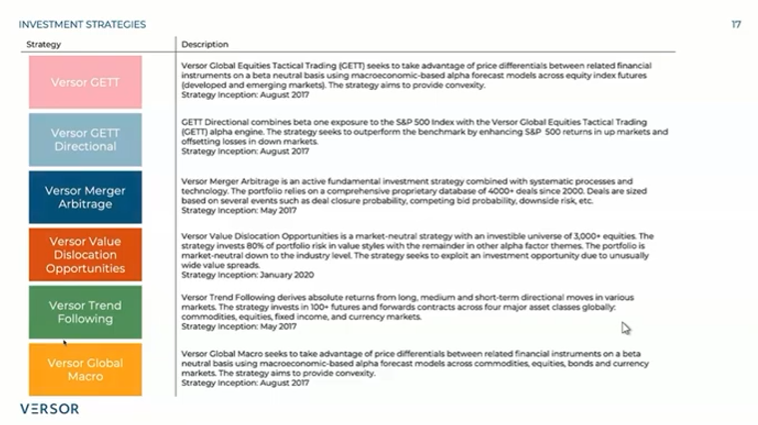 INVESTMENT STRATEGIES
17
Strategy
Description
Versor GETT
Versor Global Equities Tactical Trading (GETT) seeks to take advantage of price differentials between related financial
instruments on a beta neutral basis using macroeconomic-based alpha forecast models across equity index futures
(developed and emerging markets). The strategy aims to provide convexity.
Strategy Inception: August 2017
Versor GETT
Directional
GETT Directional combines beta one exposure to the S&P 500 Index with the Versor Global Equities Tactical Trading
(GETT) alpha engine. The strategy seeks to outperform the benchmark by enhancing S&P 500 returns in up markets and
offsetting losses in down markets.
Strategy Inception: August 2017
Versor Merger
Arbitrage
Versor Merger Arbitrage is an active fundamental investment strategy combined with systematic processes and
technology. The portfolio relies on a comprehensive proprietary database of 4000+ deals since 2000. Deals are sized
based on several events such as deal closure probability, competing bid probability, downside risk, etc.
Strategy Inception: May 2017
Versor Value
Dislocation
Opportunities
Versor Value Dislocation Opportunities is a market-neutral strategy with an investible universe of 3,000+ equities. The
strategy invests 80% of portfolio risk in value styles with the remainder in other alpha factor themes. The portfolio is
market-neutral down to the industry level. The strategy seeks to exploit an investment opportunity due to unusually
wide value spreads.
Strategy Inception: January 2020
Versor Trend
Following
Versor Trend Following derives absolute returns from long, medium and short-term directional moves in various
markets. The strategy invests in 100+ futures and forwards contracts across four major asset classes globally:
commodities, equities, fixed income, and currency markets.
Strategy Inception: May 2017
Versor Global
Macro
Versor Global Macro seeks to take advantage of price differentials between related financial instruments on a beta
neutral basis using macroeconomic-based alpha forecast models across commodities, equities, bonds and currency
markets. The strategy aims to provide convexity.
Strategy Inception: August 2017
VERSOR